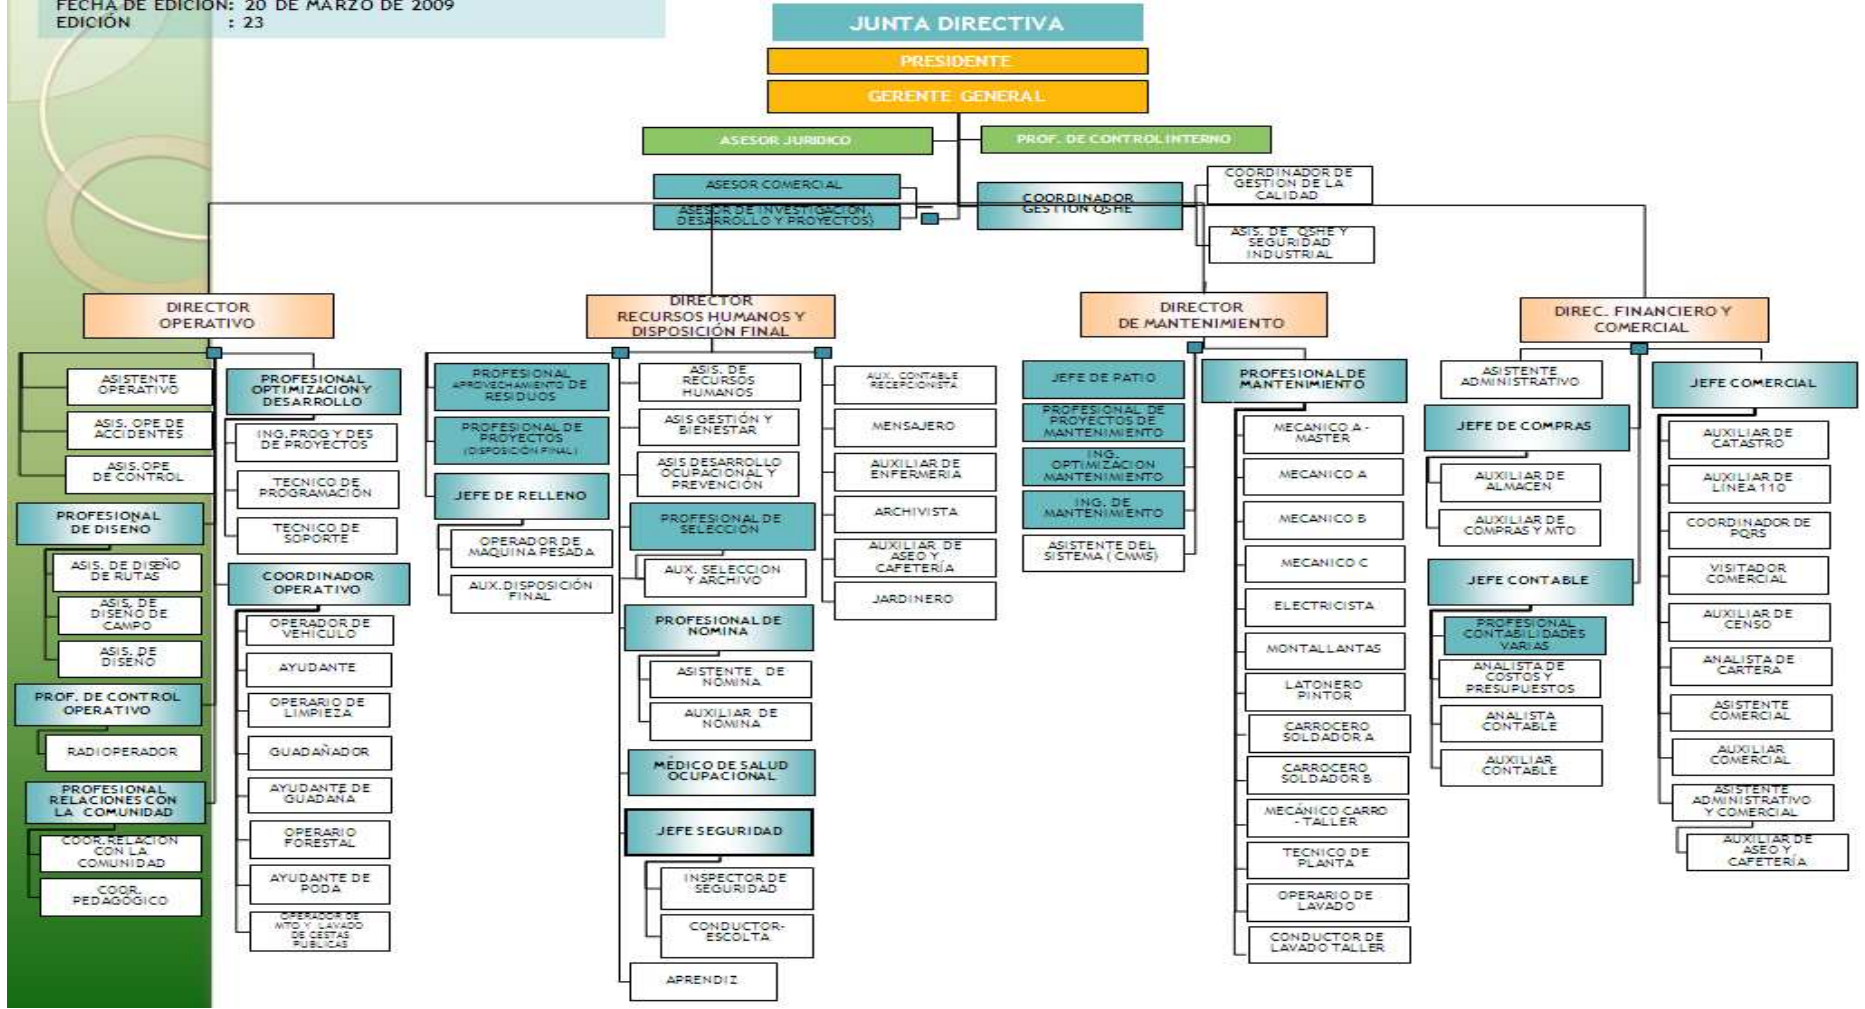 FECHA DE EDICIÓN: 20 DE MARZO DE 2009
EDICIÓN : 23
JUNTA DIRECTIVA
PRESIDENTE
GERENTE GENERAL
ASESOR JURIDICO
PROF. DE CONTROL INTERNO
ASESOR COMERCIAL
ASESOR DE INVESTIGACION,
DESARROLLO Y PROYECTOS)
COORDINADOR
GESTION QSHE
COORDINADOR DE
GESTION DE LA
CALIDAD
ASIS. DE QSHE Y
SEGURIDAD
INDUSTRIAL
DIRECTOR
OPERATIVO
ASISTENTE
OPERATIVO
ASIS. OPE DE
ACCIDENTES
ASIS. OPE
DE CONTROL
PROFESIONAL
DE DISEÑO
ASIS. DE DISEÑO
DE RUTAS
ASIS. DE
DISEÑO DE
CAMPO
ASIS. DE
DISEÑO
PROF. DE CONTROL
OPERATIVO
RADIOPERADOR
PROFESIONAL
RELACIONES CON
LA COMUNIDAD
COOR.RELACION
CON LA
COMUNIDAD
COOR.
PEDAGÓGICO
PROFESIONAL
OPTIMIZACION Y
DESARROLLO
ING.PROG Y DES
DE PROYECTOS
TECNICO DE
PROGRAMACIÓN
TECNICO DE
SOPORTE
COORDINADOR
OPERATIVO
OPERADOR DE
VEHÍCULO
AYUDANTE
OPERARIO DE
LIMPIEZA
GUADAÑADOR
AYUDANTE DE
GUADAÑA
OPERARIO
FORESTAL
AYUDANTE DE
PODA
OPERADOR DE
MTO Y LAVADO
DE CESTAS
PUBLICAS
DIRECTOR
RECURSOS HUMANOS Y
DISPOSICIÓN FINAL
PROFESIONAL
APROVECHAMIENTO DE
RESIDUOS
PROFESIONAL DE
PROYECTOS
(DISPOSICIÓN FINAL)
JEFE DE RELLENO
OPERADOR DE
MAQUINA PESADA
AUX.DISPOSICIÓN
FINAL
ASIS. DE
RECURSOS
HUMANOS
ASIS GESTIÓN Y
BIENESTAR
ASIS DESARROLLO
OCUPACIONAL Y
PREVENCIÓN
PROFESIONAL DE
SELECCIÓN
AUX. SELECCION
Y ARCHIVO
PROFESIONAL DE
NOMINA
ASISTENTE DE
NOMINA
AUXILIAR DE
NOMINA
MÉDICO DE SALUD
OCUPACIONAL
JEFE SEGURIDAD
INSPECTOR DE
SEGURIDAD
CONDUCTOR-
ESCOLTA
APRENDIZ
AUX. CONTABLE
RECEPCIONISTA
MENSAJERO
AUXILIAR DE
ENFERMERIA
ARCHIVISTA
AUXILIAR DE
ASEO Y
CAFETERÍA
JARDINERO
DIRECTOR
DE MANTENIMIENTO
JEFE DE PATIO
PROFESIONAL DE
PROYECTOS DE
MANTENIMIENTO
ING.
OPTIMIZACION
MANTENIMIENTO
ING. DE
MANTENIMIENTO
ASISTENTE DEL
SISTEMA ( CMMS)
PROFESIONAL DE
MANTENIMIENTO
MECANICO A -
MASTER
MECANICO A
MECANICO B
MECANICO C
ELECTRICISTA
MONTALLANTAS
LATONERO
PINTOR
CARROCERO
SOLDADOR A
CARROCERO
SOLDADOR B
MECÁNICO CARRO
- TALLER
TECNICO DE
PLANTA
OPERARIO DE
LAVADO
CONDUCTOR DE
LAVADO TALLER
DIREC. FINANCIERO Y
COMERCIAL
ASISTENTE
ADMINISTRATIVO
JEFE DE COMPRAS
AUXILIAR DE
ALMACEN
AUXILIAR DE
COMPRAS Y MTO
JEFE CONTABLE
PROFESIONAL
CONTABILIDADES
VARIAS
ANALISTA DE
COSTOS Y
PRESUPUESTOS
ANALISTA
CONTABLE
AUXILIAR
CONTABLE
JEFE COMERCIAL
AUXILIAR DE
CATASTRO
AUXILIAR DE
LINEA 110
COORDINADOR DE
PQRS
VISITADOR
COMERCIAL
AUXILIAR DE
CENSO
ANALISTA DE
CARTERA
ASISTENTE
COMERCIAL
AUXILIAR
COMERCIAL
ASISTENTE
ADMINISTRATIVO
Y COMERCIAL
AUXILIAR DE
ASEO Y
CAFETERÍA